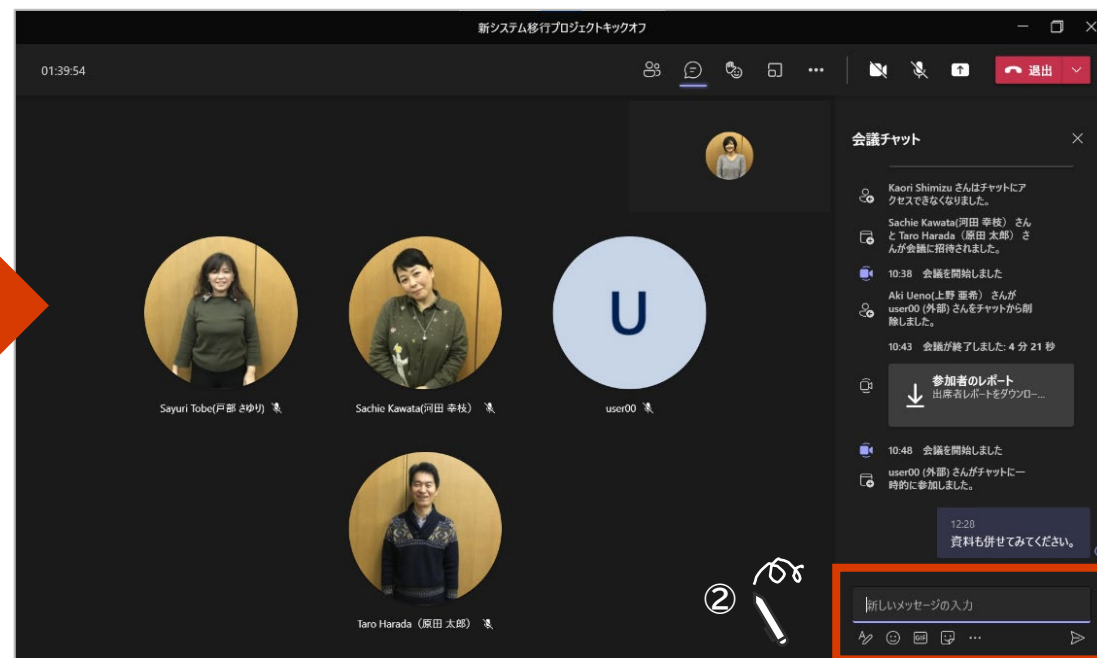 新システム移行プロジェクトキックオフ
01:39:54
退出
会議チャット
Kaori Shimizu さんはチャットにア
クセスできなくなりました。
Sachie Kawata(河田 幸枝） さん
と Taro Harada（原田 太郎） さ
んが会議に招待されました。
10:38 会議を開始しました
Aki Ueno(上野 亜希） さんが
user00 (外部) さんをチャットから削
除しました。
10:43 会議が終了しました: 4 分 21 秒
参加者のレポート
出席者レポートをダウンロー...
10:48 会議を開始しました
user00 (外部) さんがチャットに一
時的に参加しました。
12:28
資料も併せてみてください。
新しいメッセージの入力
GIF
U
Sayuri Tobe(戸部 さゆり)
Sachie Kawata(河田 幸枝）
user00
Taro Harada（原田 太郎）
②